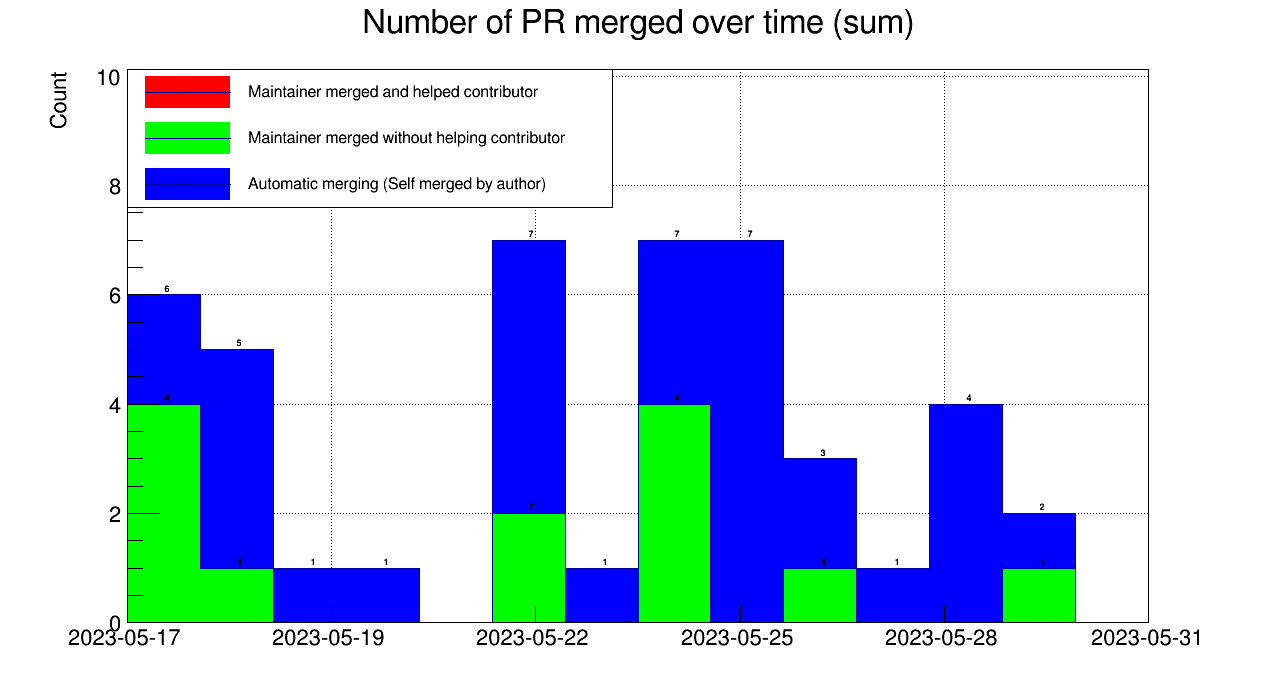 Number of PR merged over time (sum)
Count
10
8
6
4
2
0
Maintainer merged and helped contributor
Maintainer merged without helping contributor
Automatic merging (Self merged by author)
7 7 7
6
5
4 4 4
3
2 2
1 1 1 1 1 1 1
2023-05-17 2023-05-19 2023-05-22 2023-05-25 2023-05-28 2023-05-31